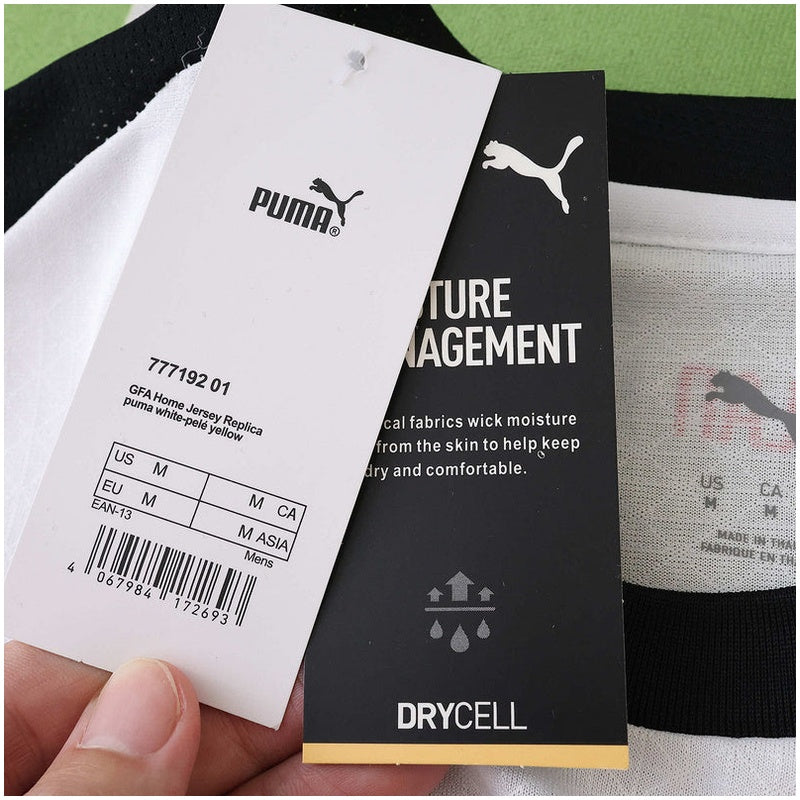 PUMA®
777192 01
GFA Home Jersey Replica
puma white-pelé yellow
US M
M CA
EU M
M ASIA
EAN-13
Mens
4 067984 172693
TURE
NAGEMENT
cal fabrics wick moisture
from the skin to help keep
dry and comfortable.
DRYCELL
US CA
M M
MADE IN THAI
FABRIQUE EN THA